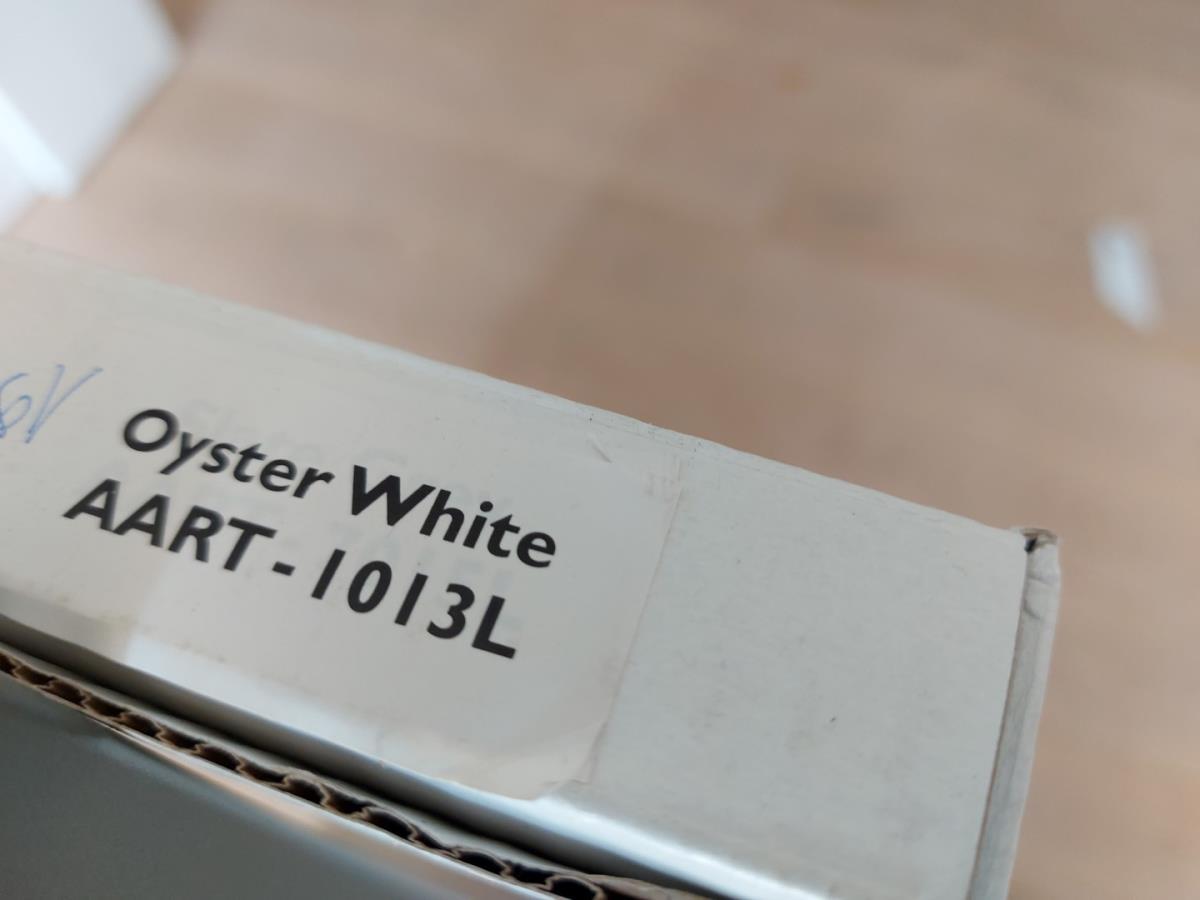 Oyster White
AART - 1013L